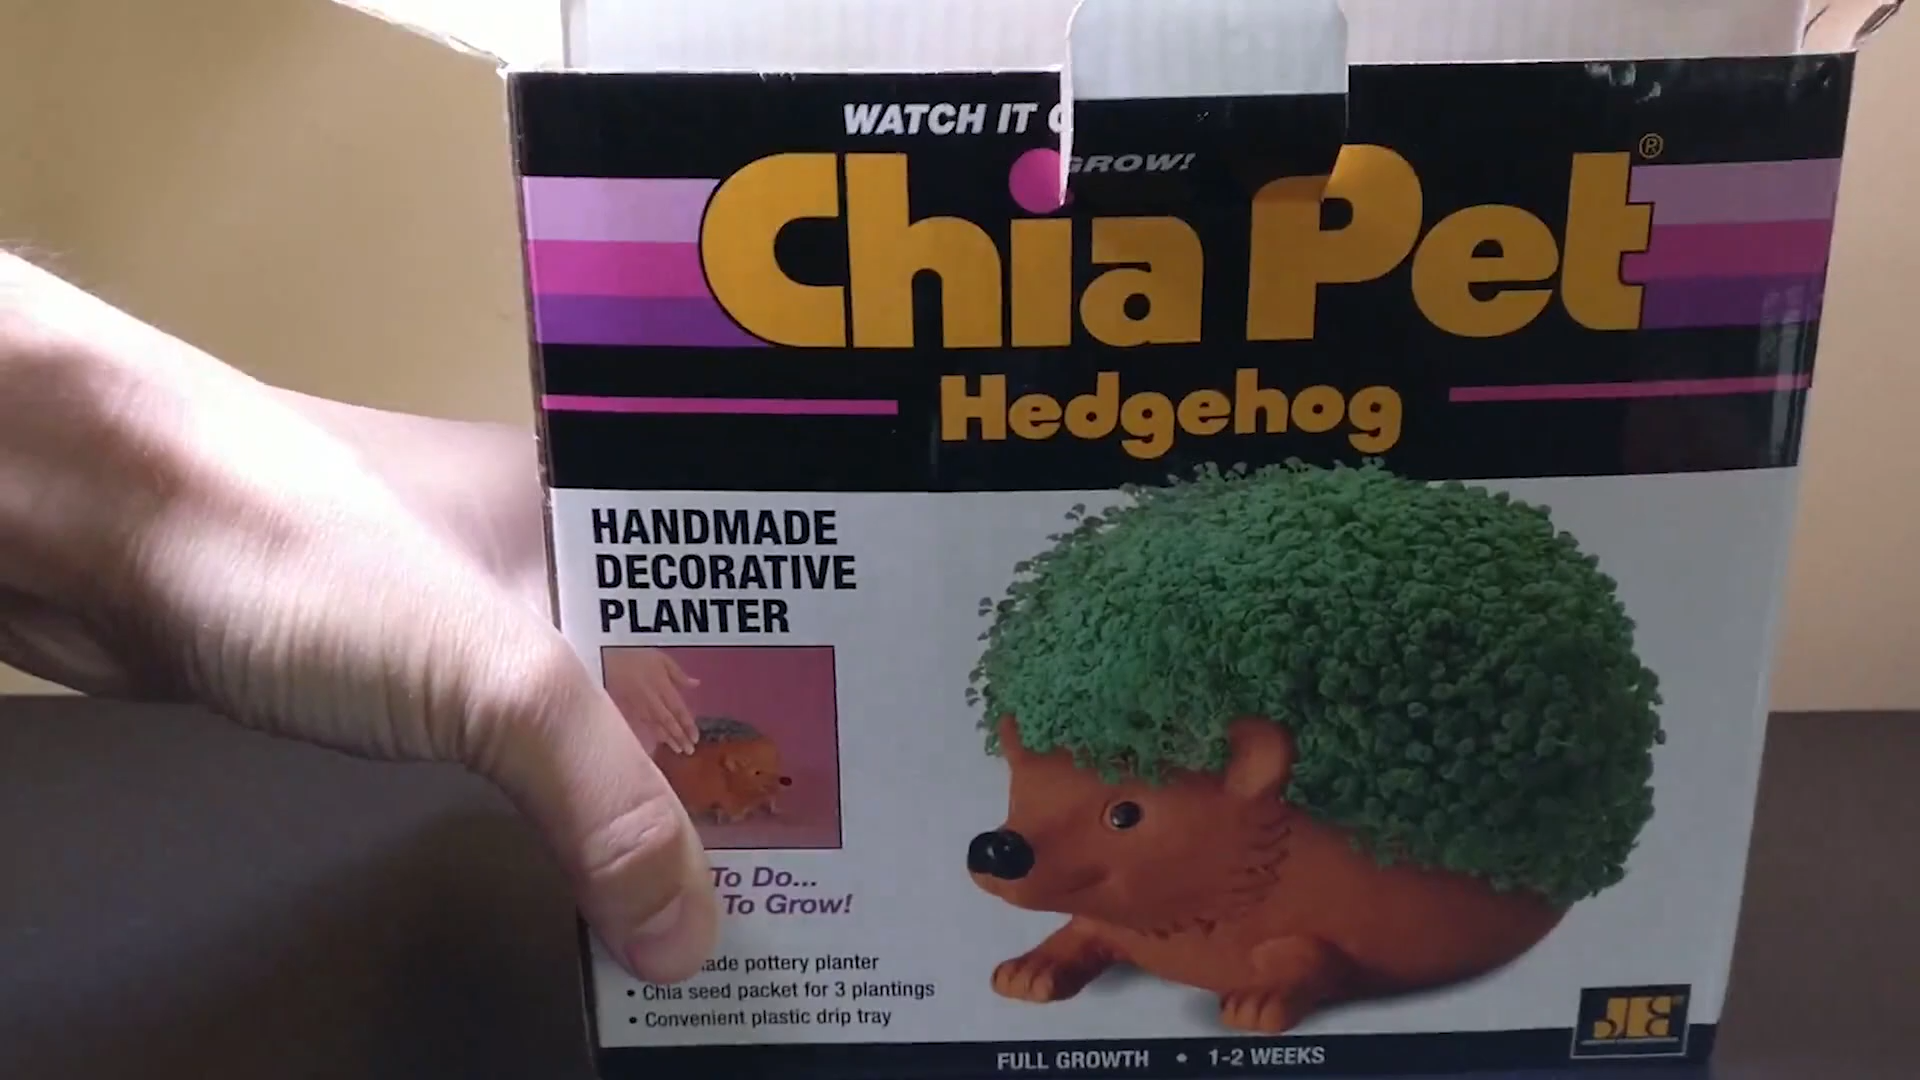 WATCH IT G
GROW!
Chia Pet®
Hedgehog
HANDMADE
DECORATIVE
PLANTER
To Do...
To Grow!
ade pottery planter
• Chia seed packet for 3 plantings
• Convenient plastic drip tray
FULL GROWTH • 1-2 WEEKS